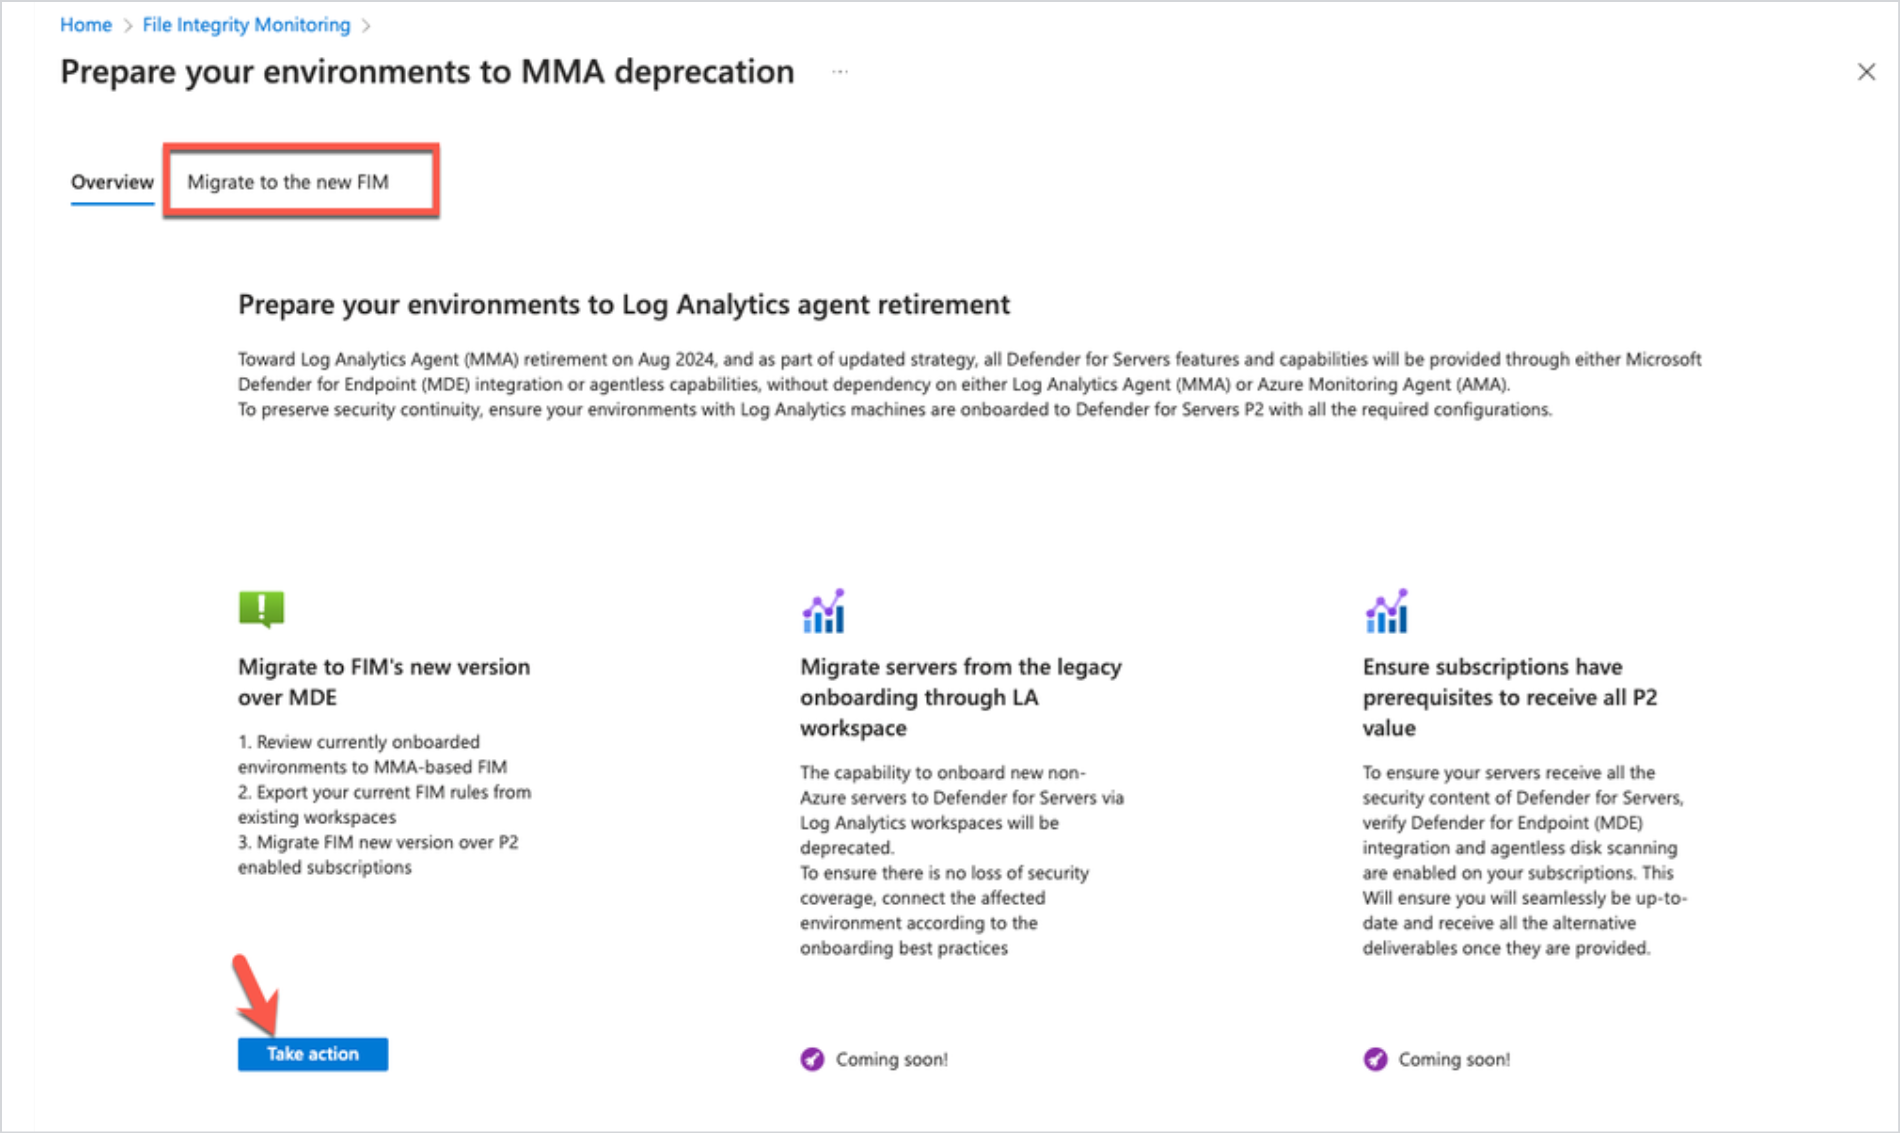 Home > File Integrity Monitoring >
Prepare your environments to MMA deprecation ...
Overview
Migrate to the new FIM
Prepare your environments to Log Analytics agent retirement
Toward Log Analytics Agent (MMA) retirement on Aug 2024, and as part of updated strategy, all Defender for Servers features and capabilities will be provided through either Microsoft
Defender for Endpoint (MDE) integration or agentless capabilities, without dependency on either Log Analytics Agent (MMA) or Azure Monitoring Agent (AMA).
To preserve security continuity, ensure your environments with Log Analytics machines are onboarded to Defender for Servers P2 with all the required configurations.
Migrate to FIM's new version
over MDE
1. Review currently onboarded
environments to MMA-based FIM
2. Export your current FIM rules from
existing workspaces
3. Migrate FIM new version over P2
enabled subscriptions
Take action
Migrate servers from the legacy
onboarding through LA
workspace
The capability to onboard new non-
Azure servers to Defender for Servers via
Log Analytics workspaces will be
deprecated.
To ensure there is no loss of security
coverage, connect the affected
environment according to the
onboarding best practices
Coming soon!
Ensure subscriptions have
prerequisites to receive all P2
value
To ensure your servers receive all the
security content of Defender for Servers,
verify Defender for Endpoint (MDE)
integration and agentless disk scanning
are enabled on your subscriptions. This
Will ensure you will seamlessly be up-to-
date and receive all the alternative
deliverables once they are provided.
Coming soon!